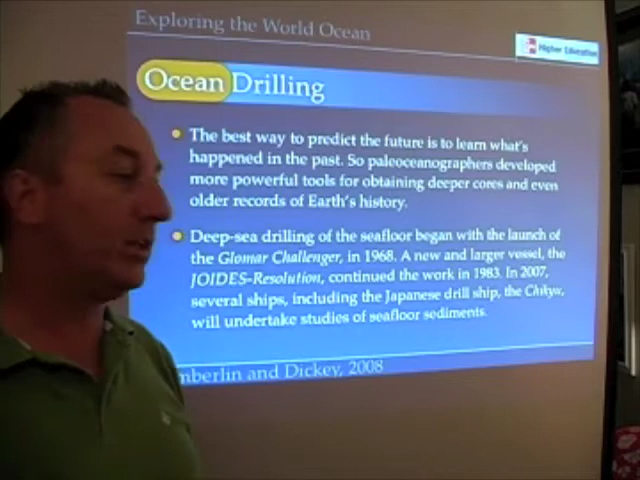 Exploring the World Ocean
Higher Education
Ocean Drilling
The best way to predict the future is to learn what's
happened in the past. So paleoceanographers developed
more powerful tools for obtaining deeper cores and even
older records of Earth's history.
Deep-sea drilling of the seafloor began with the launch of
the Glomar Challenger, in 1968. A new and larger vessel, the
JOIDES-Resolution, continued the work in 1983. In 2007,
several ships, including the Japanese drill ship, the Chikyu,
will undertake studies of seafloor sediments.
mberlin and Dickey, 2008